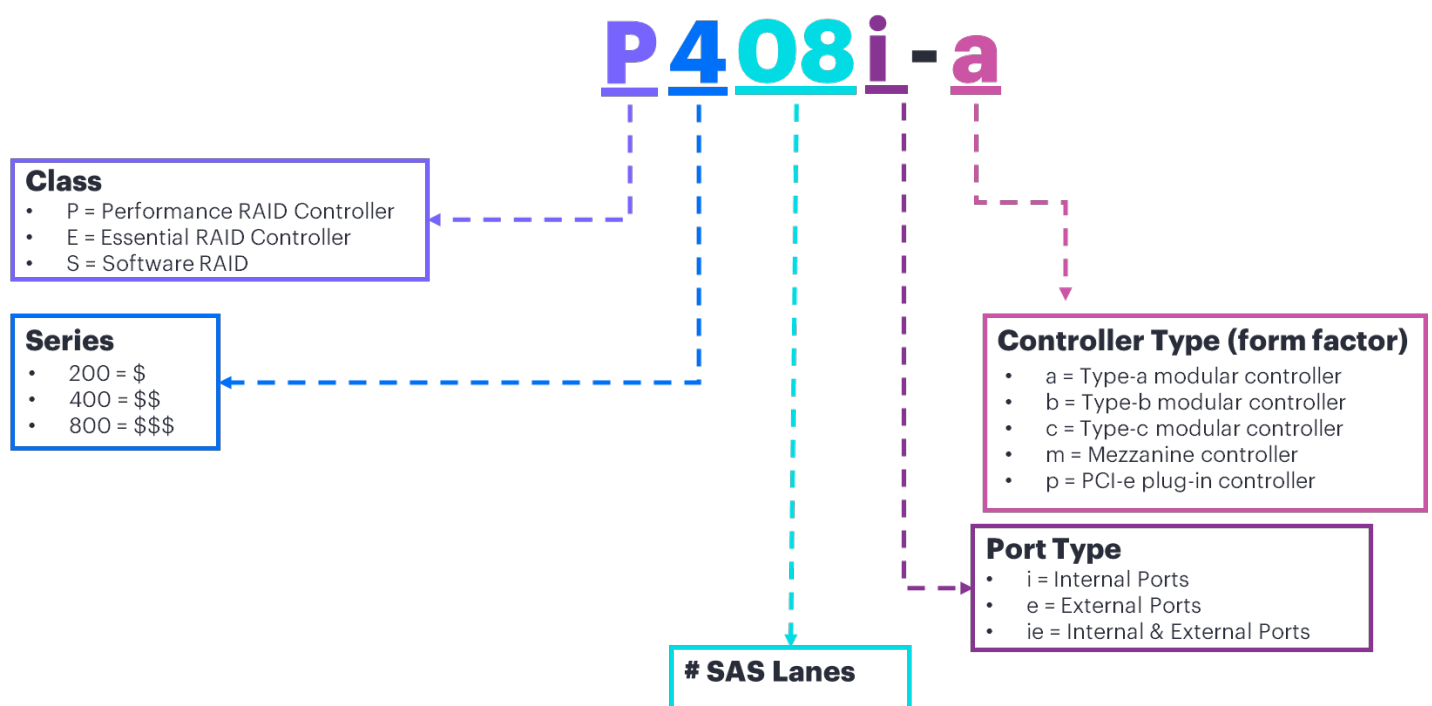 P408i-a
Class
• P = Performance RAID Controller
• E = Essential RAID Controller
• S = Software RAID
Series
• 200 = $
• 400 = $$
• 800 = $$$
Controller Type (form factor)
• a = Type-a modular controller
• b = Type-b modular controller
• c = Type-c modular controller
• m = Mezzanine controller
• p = PCI-e plug-in controller
Port Type
• i = Internal Ports
• e = External Ports
• ie = Internal & External Ports
# SAS Lanes